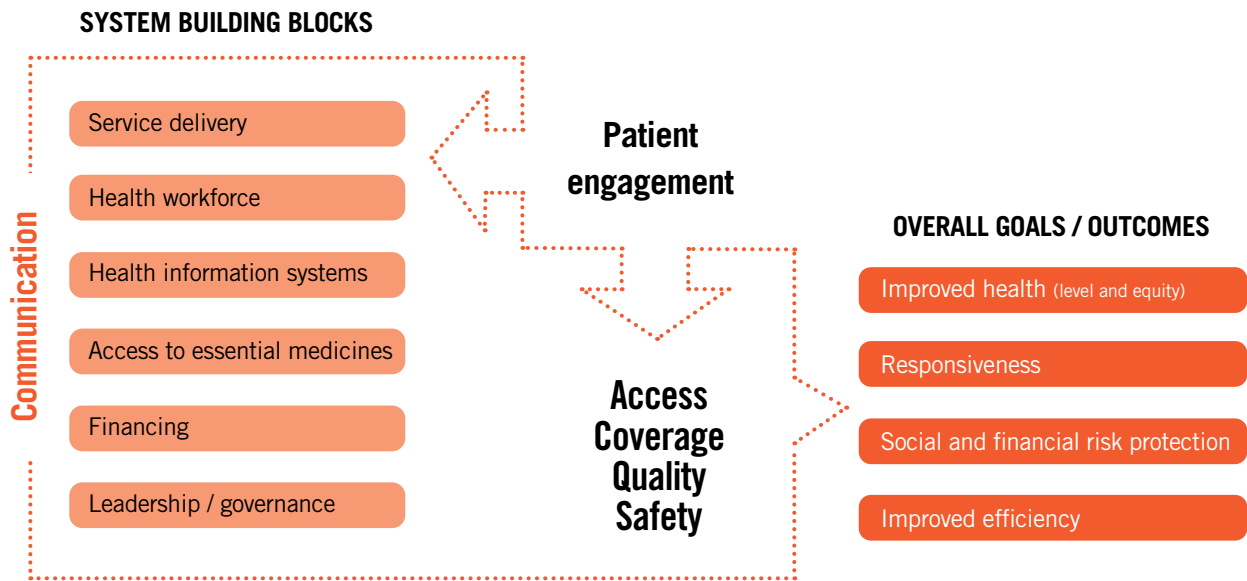 SYSTEM BUILDING BLOCKS
Communication
Service delivery
Health workforce
Health information systems
Access to essential medicines
Financing
Leadership / governance
Patient
engagement
Access
Coverage
Quality
Safety
OVERALL GOALS / OUTCOMES
Improved health (level and equity)
Responsiveness
Social and financial risk protection
Improved efficiency